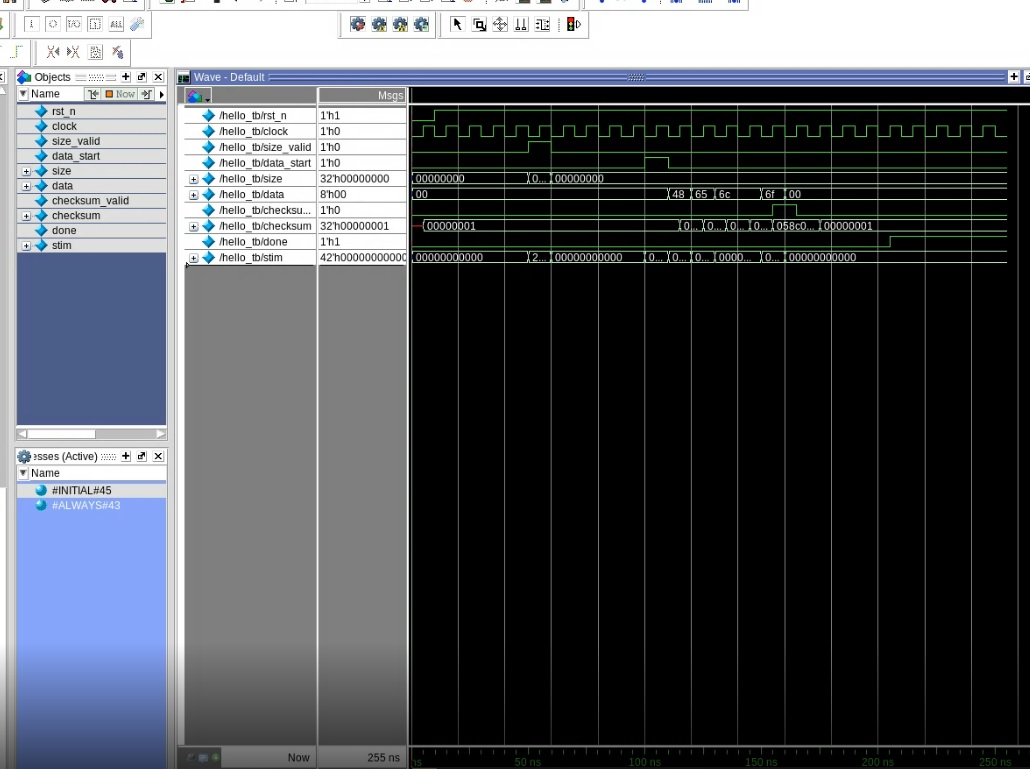 Objects
Wave - Default
Name
Now
Msgs
rst_n
clock
size_valid
data_start
size
data
checksum_valid
checksum
done
stim
/hello_tb/rst_n 1'h1
/hello_tb/clock 1'h0
/hello_tb/size_valid 1'h0
/hello_tb/data_start 1'h0
/hello_tb/size 32'h00000000 00000000 0... 00000000
/hello_tb/data 8'h00 00 48 65 6c 6f 00
/hello_tb/checksu... 1'h0
/hello_tb/checksum 32'h00000001 00000001 0... 0... 0... 0... 058c0... 00000001
/hello_tb/done 1'h1
/hello_tb/stim 42'h00000000000 00000000000 2... 00000000000 0... 0... 0... 0000... 0... 00000000000
esses (Active)
Name
#INITIAL#45
#ALWAYS#43
Now 255 ns
ns 50 ns 100 ns 150 ns 200 ns 250 ns